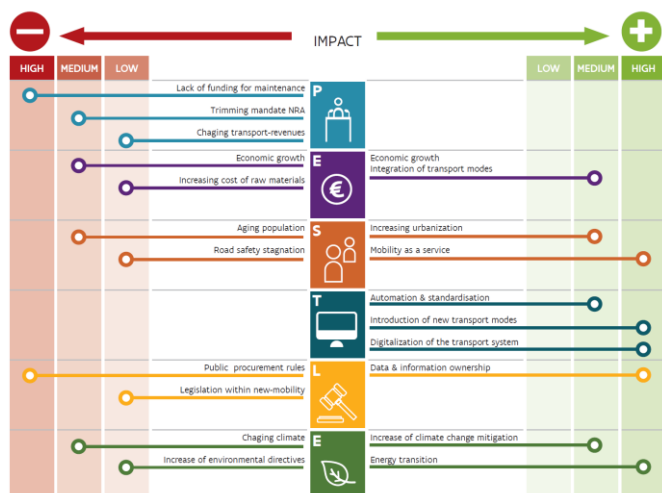 IMPACT
HIGH MEDIUM LOW
LOW MEDIUM HIGH
P
Lack of funding for maintenance
Trimming mandate NRA
Chaging transport-revenues
E
Economic growth
Increasing cost of raw materials
€
Economic growth
Integration of transport modes
S
Aging population
Road safety stagnation
Increasing urbanization
Mobility as a service
T
Automation & standardisation
Introduction of new transport modes
Digitalization of the transport system
L
Public procurement rules
Legislation within new-mobility
Data & information ownership
E
Chaging climate
Increase of environmental directives
Increase of climate change mitigation
Energy transition